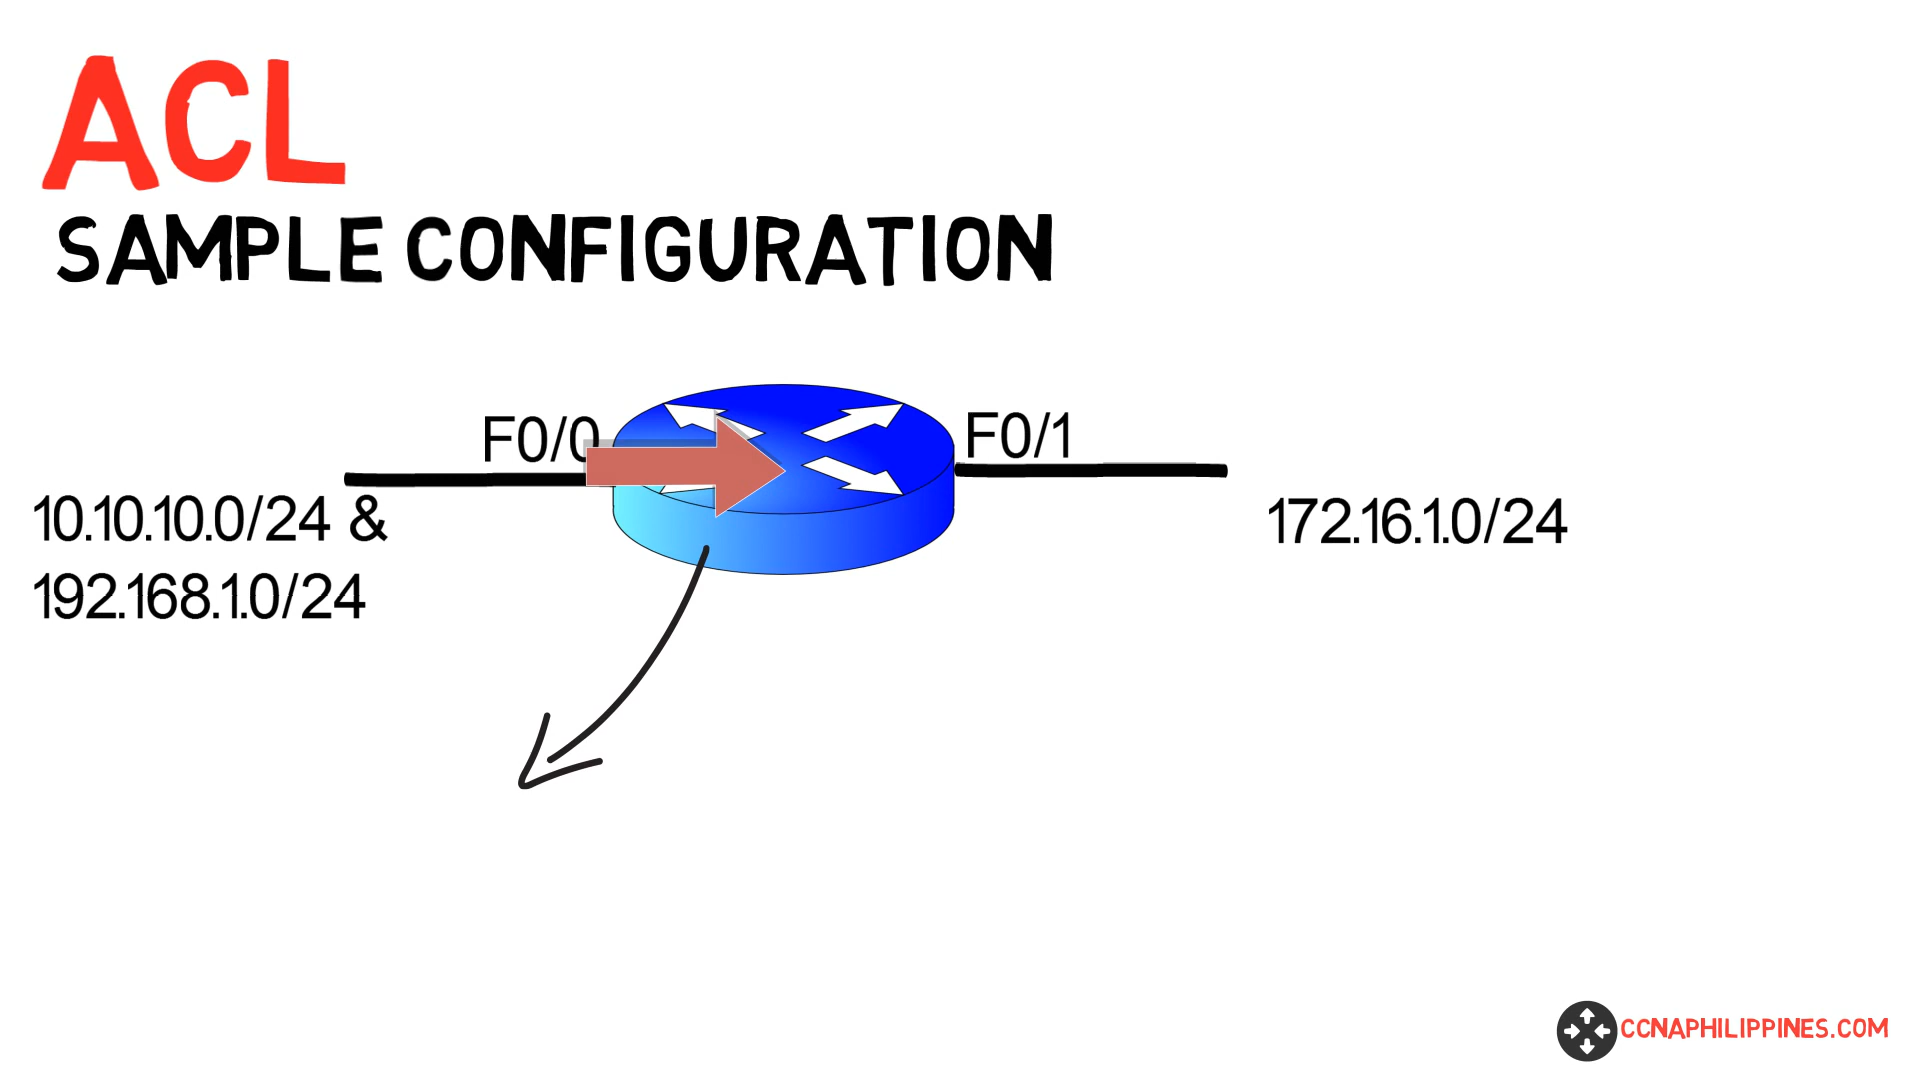 ACL
SAMPLE CONFIGURATION
F0/0
F0/1
10.10.10.0/24 &
192.168.1.0/24
172.16.1.0/24
CCNAPHILIPPINES.COM